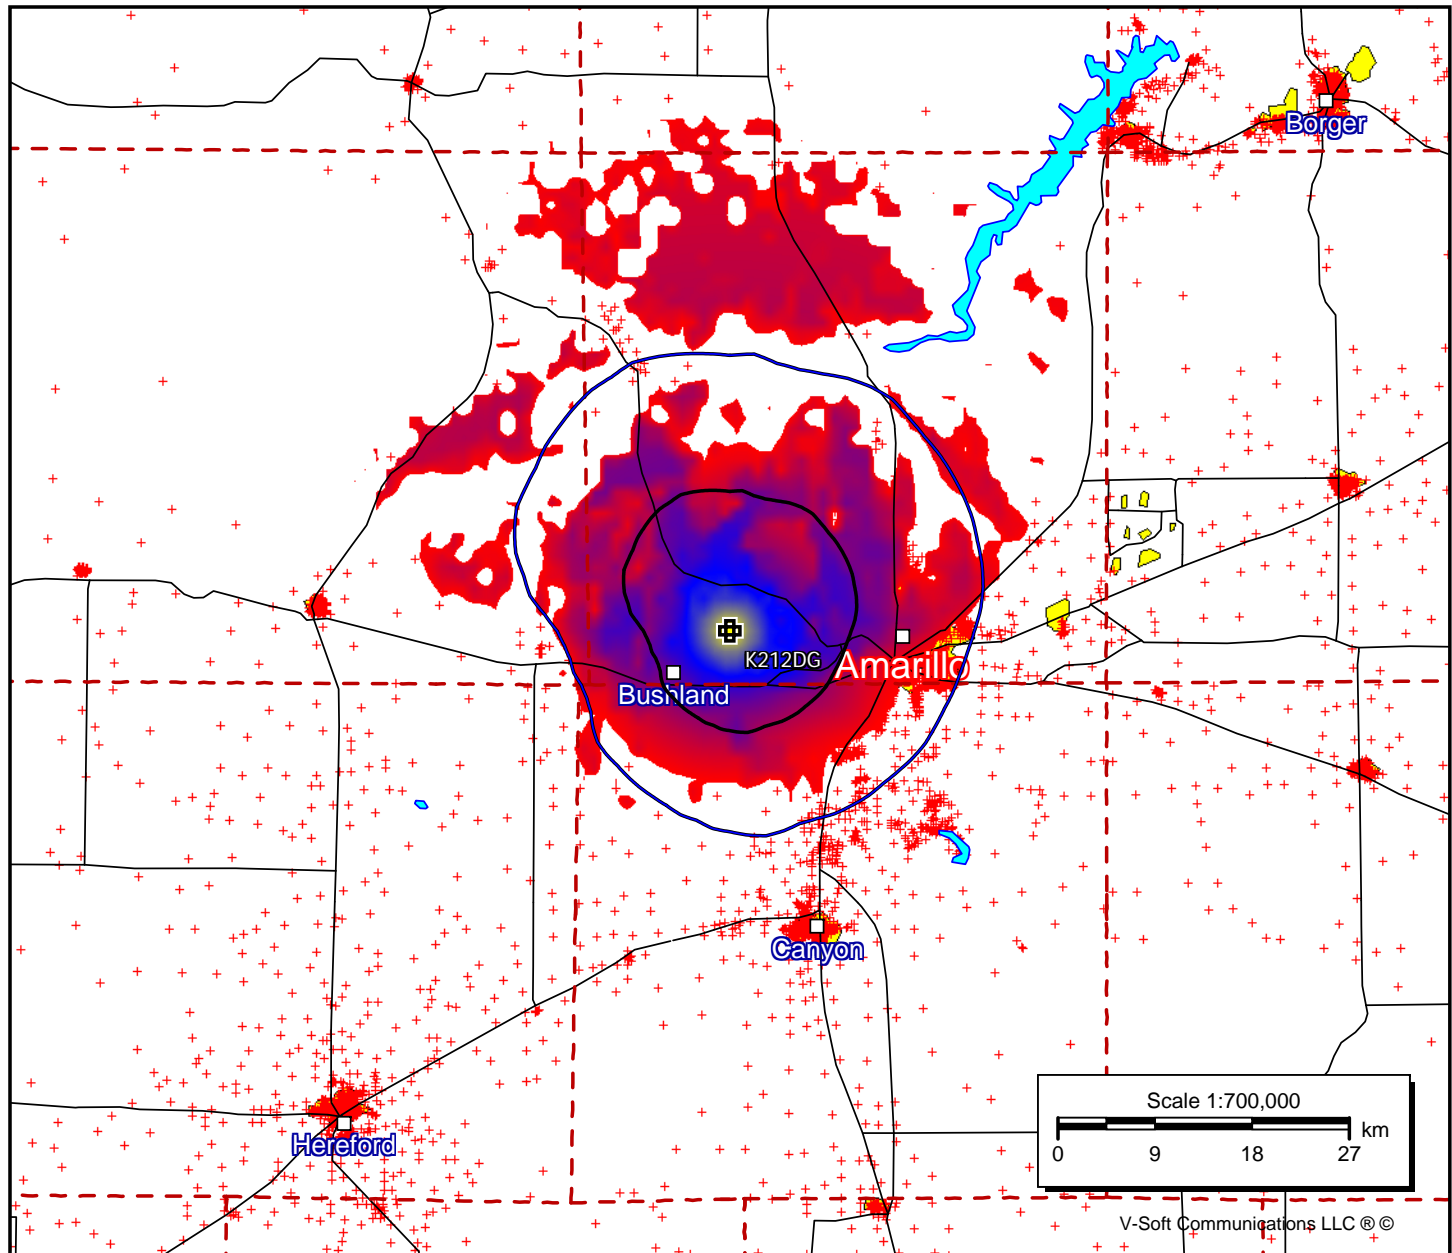 Borger
K212DG
Amarillo
Bushland
Canyon
Hereford
Scale 1:700,000
km
0 9 18 27
V-Soft Communications LLC ® ©